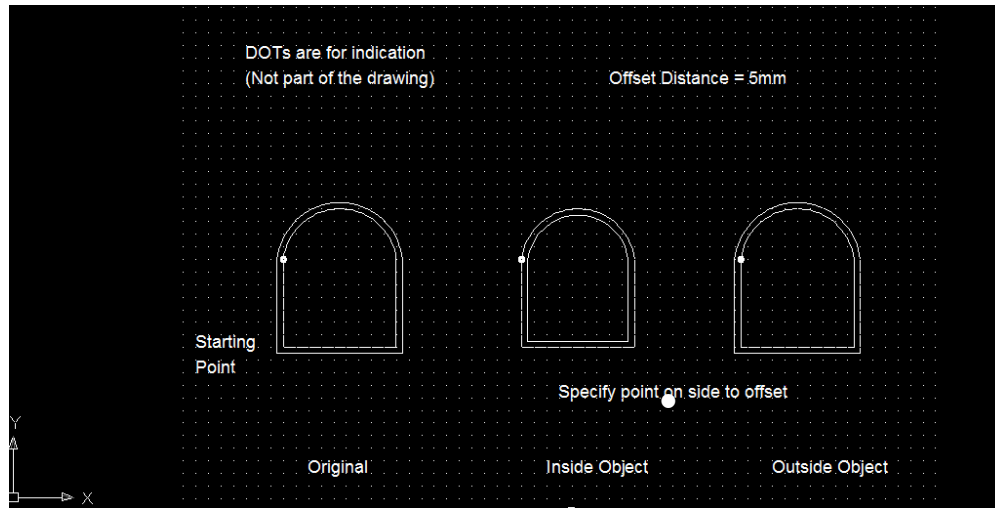 DOTs are for indication
(Not part of the drawing)
Offset Distance = 5mm
Starting
Point
Specify point on side to offset
Y
X
Original
Inside Object
Outside Object